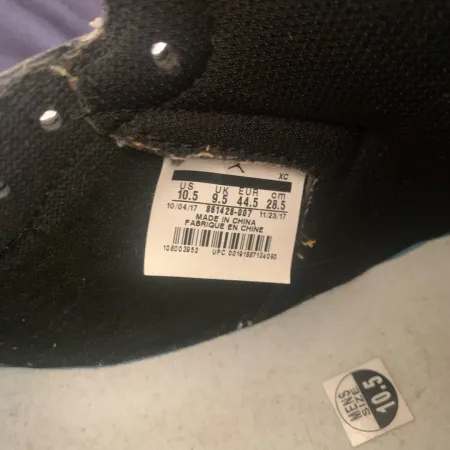 XC
US UK EUR cm
10.5 9.5 44.5 28.5
10/04/17 861428-007 11/23/17
MADE IN CHINA
FABRIQUE EN CHINE
UPC
MENS
10.5
SIZE